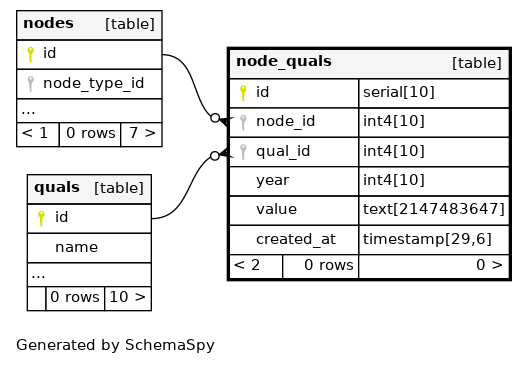 nodes [table]
id
node_type_id
...
< 1 0 rows 7 >
quals [table]
id
name
...
0 rows 10 >
node_quals [table]
id serial[10]
node_id int4[10]
qual_id int4[10]
year int4[10]
value text[2147483647]
created_at timestamp[29,6]
< 2 0 rows 0 >
Generated by SchemaSpy